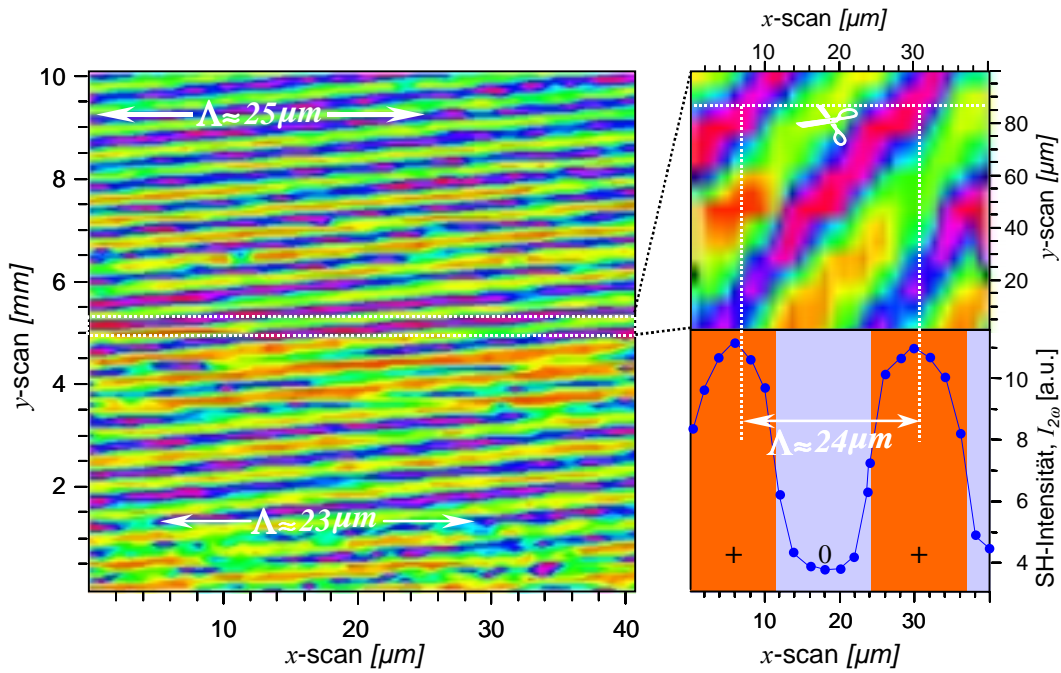 x-scan [µm]
10 20 30
10
8
6
4
2
y-scan [mm]
Λ≈25µm
Λ≈23µm
10 20 30 40
x-scan [µm]
80
60
40
20
y-scan [µm]
10
8
6
4
SH-Intensiät, I2ω [a.u.]
Λ≈24µm
+ 0 +
10 20 30
x-scan [µm]